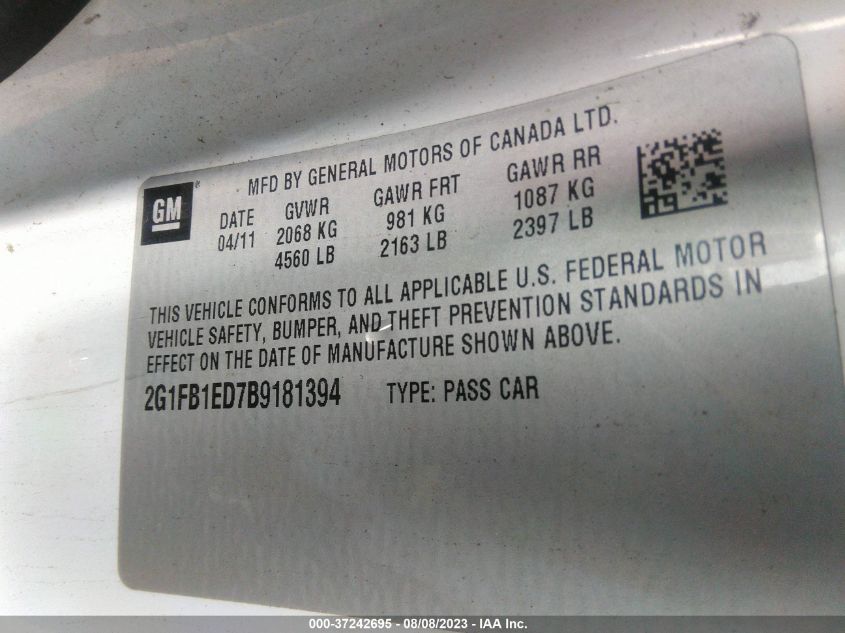 GM ®
MFD BY GENERAL MOTORS OF CANADA LTD.
DATE GVWR GAWR FRT GAWR RR
04/11 2068 KG 981 KG 1087 KG
4560 LB 2163 LB 2397 LB
THIS VEHICLE CONFORMS TO ALL APPLICABLE U.S. FEDERAL MOTOR
VEHICLE SAFETY, BUMPER, AND THEFT PREVENTION STANDARDS IN
EFFECT ON THE DATE OF MANUFACTURE SHOWN ABOVE.
2G1FB1ED7B9181394 TYPE: PASS CAR
000-37242695 - 08/08/2023 - IAA Inc.